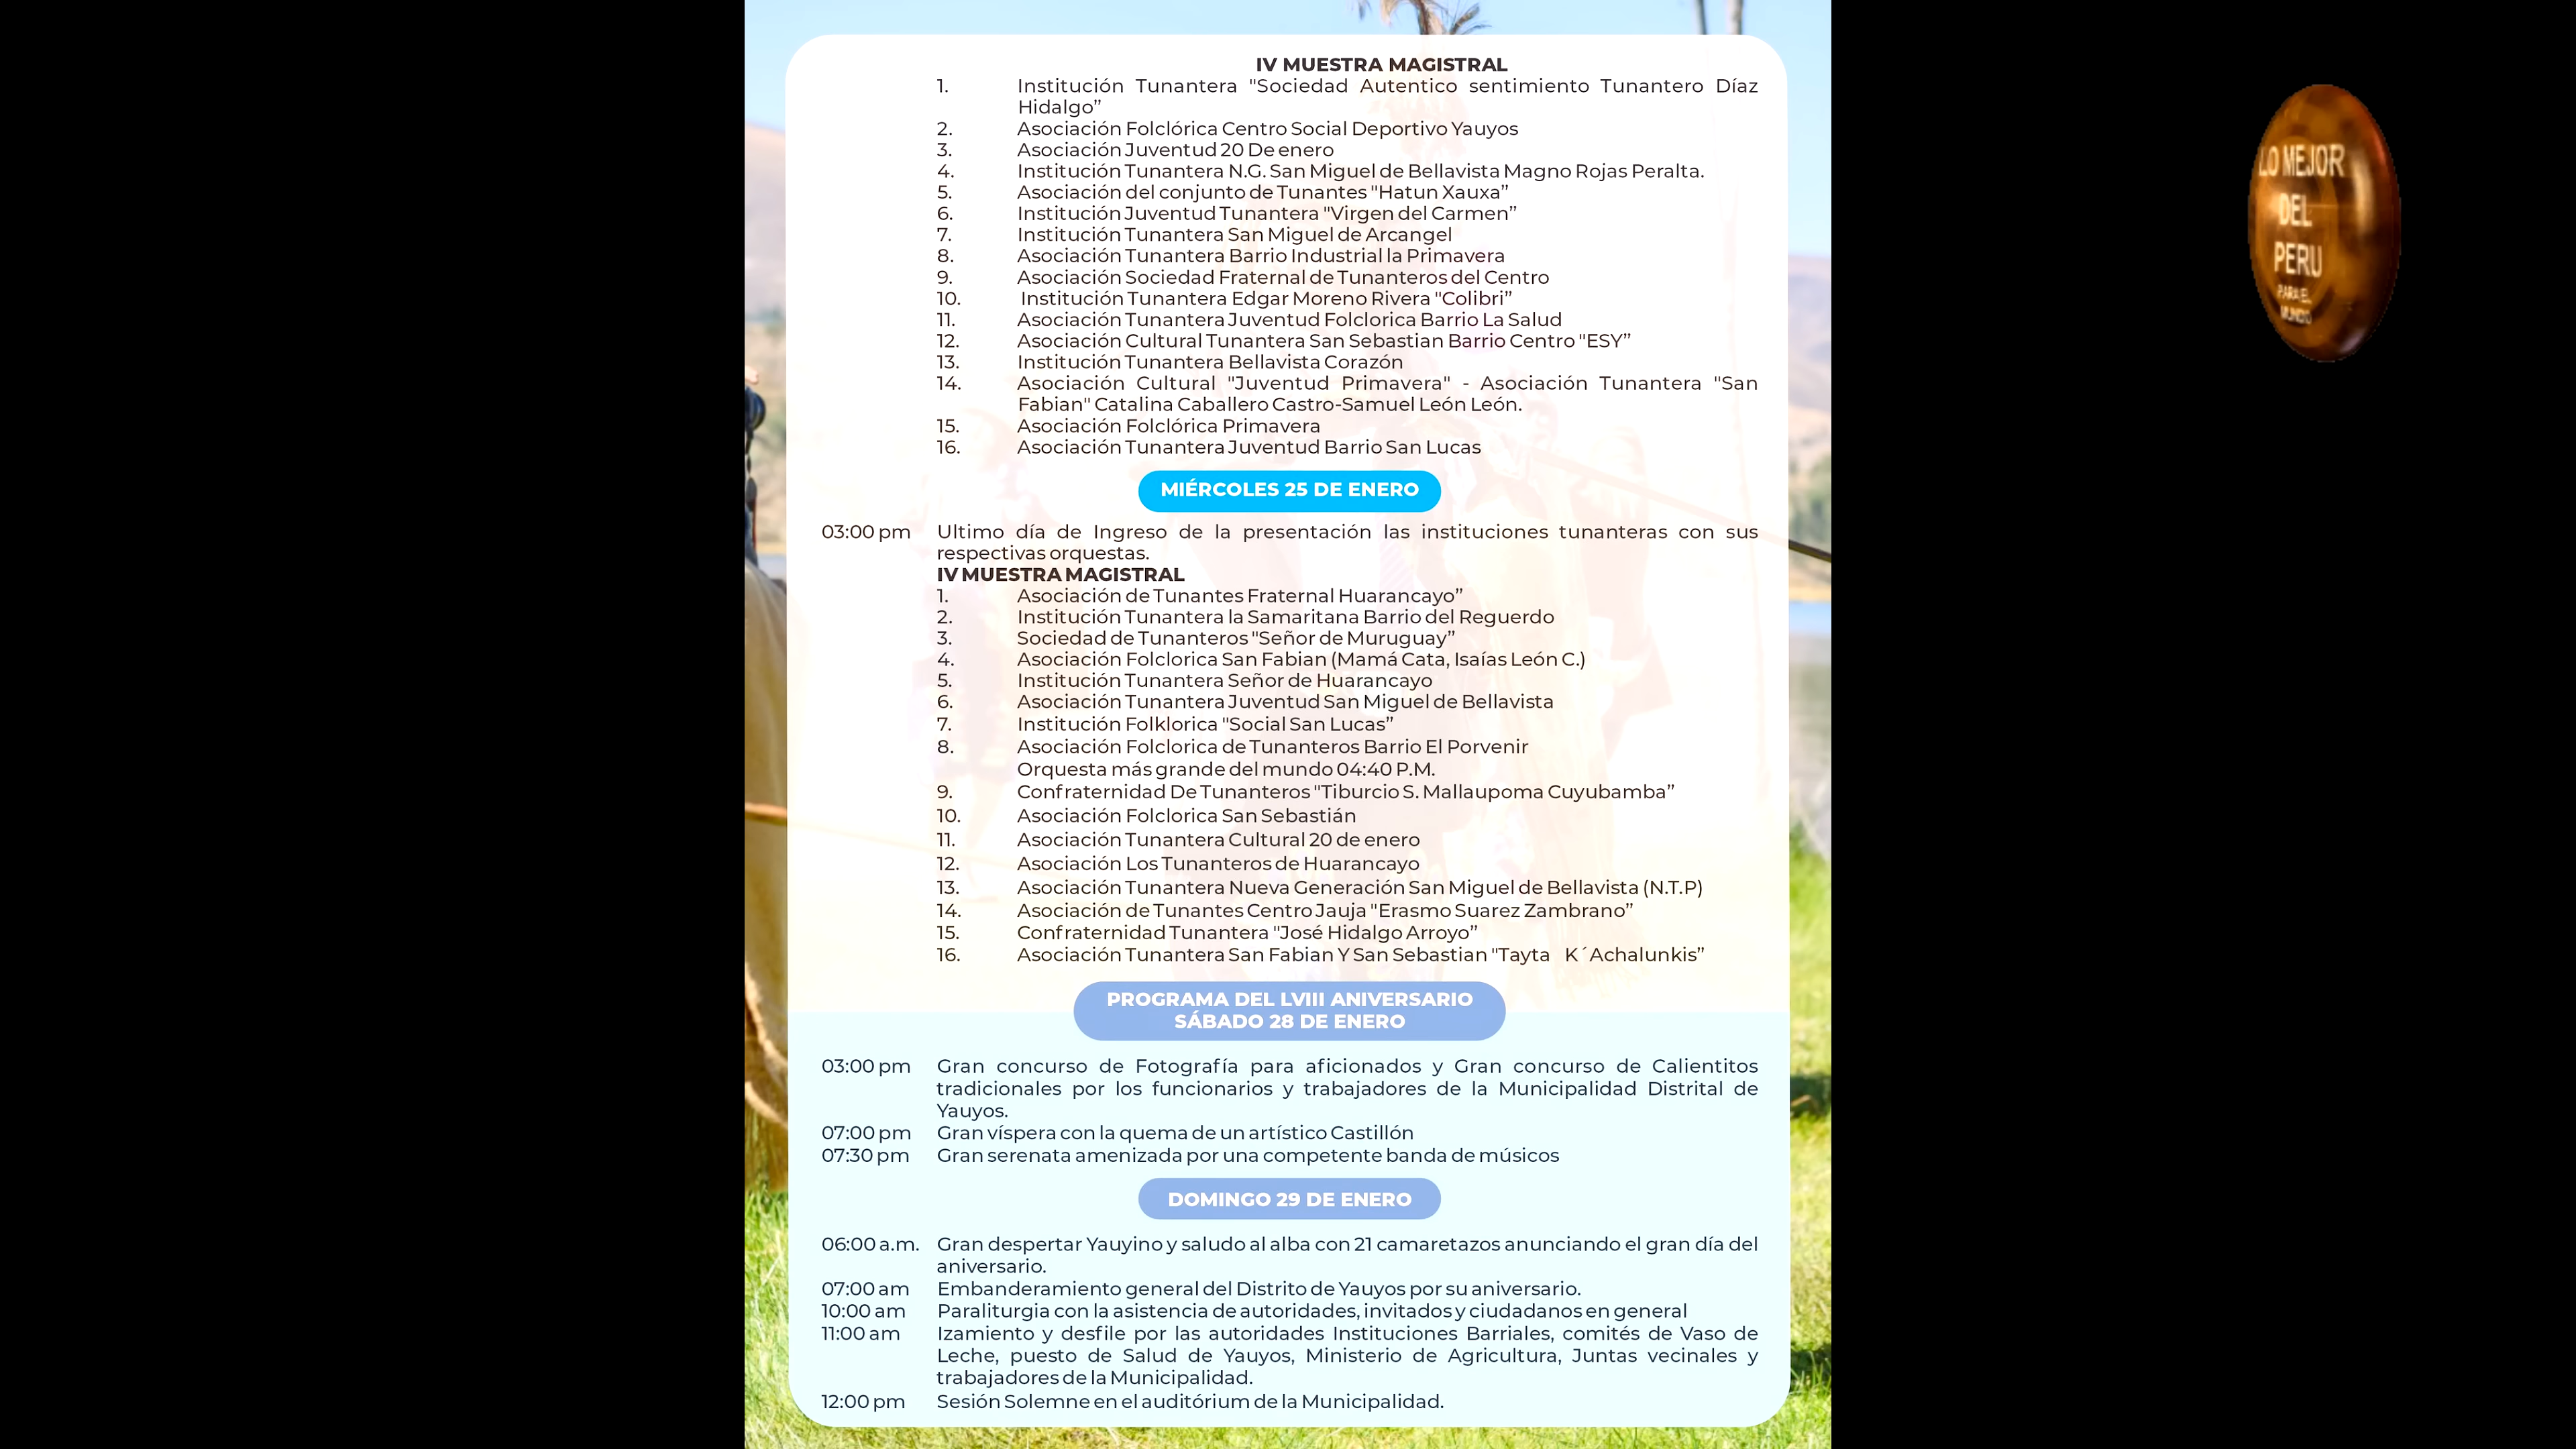 IV MUESTRA MAGISTRAL
1. Institución Tunantera "Sociedad Autentico sentimiento Tunantero Díaz
Hidalgo”
2. Asociación Folclórica Centro Social Deportivo Yauyos
3. Asociación Juventud 20 De enero
4. Institución Tunantera N.G. San Miguel de Bellavista Magno Rojas Peralta.
5. Asociación del conjunto de Tunantes "Hatun Xauxa”
6. Institución Juventud Tunantera "Virgen del Carmen”
7. Institución Tunantera San Miguel de Arcangel
8. Asociación Tunantera Barrio Industrial la Primavera
9. Asociación Sociedad Fraternal de Tunanteros del Centro
10. Institución Tunantera Edgar Moreno Rivera "Colibri”
11. Asociación Tunantera Juventud Folclorica Barrio La Salud
12. Asociación Cultural Tunantera San Sebastian Barrio Centro "ESY”
13. Institución Tunantera Bellavista Corazón
14. Asociación Cultural "Juventud Primavera" - Asociación Tunantera "San
Fabian" Catalina Caballero Castro-Samuel León León.
15. Asociación Folclórica Primavera
16. Asociación Tunantera Juventud Barrio San Lucas
MIÉRCOLES 25 DE ENERO
03:00 pm Ultimo día de Ingreso de la presentación las instituciones tunanteras con sus
respectivas orquestas.
IV MUESTRA MAGISTRAL
1. Asociación de Tunantes Fraternal Huarancayo”
2. Institución Tunantera la Samaritana Barrio del Reguerdo
3. Sociedad de Tunanteros "Señor de Muruguay”
4. Asociación Folclorica San Fabian (Mamá Cata, Isaías León C.)
5. Institución Tunantera Señor de Huarancayo
6. Asociación Tunantera Juventud San Miguel de Bellavista
7. Institución Folklorica "Social San Lucas”
8. Asociación Folclorica de Tunanteros Barrio El Porvenir
Orquesta más grande del mundo 04:40 P.M.
9. Confraternidad De Tunanteros "Tiburcio S. Mallaupoma Cuyubamba”
10. Asociación Folclorica San Sebastián
11. Asociación Tunantera Cultural 20 de enero
12. Asociación Los Tunanteros de Huarancayo
13. Asociación Tunantera Nueva Generación San Miguel de Bellavista (N.T.P)
14. Asociación de Tunantes Centro Jauja "Erasmo Suarez Zambrano”
15. Confraternidad Tunantera "José Hidalgo Arroyo”
16. Asociación Tunantera San Fabian Y San Sebastian "Tayta K´Achalunkis”
PROGRAMA DEL LVIII ANIVERSARIO
SÁBADO 28 DE ENERO
03:00 pm Gran concurso de Fotografía para aficionados y Gran concurso de Calientitos
tradicionales por los funcionarios y trabajadores de la Municipalidad Distrital de
Yauyos.
07:00 pm Gran víspera con la quema de un artístico Castillón
07:30 pm Gran serenata amenizada por una competente banda de músicos
DOMINGO 29 DE ENERO
06:00 a.m. Gran despertar Yauyino y saludo al alba con 21 camaretazos anunciando el gran día del
aniversario.
07:00 am Embanderamiento general del Distrito de Yauyos por su aniversario.
10:00 am Paraliturgia con la asistencia de autoridades, invitados y ciudadanos en general
11:00 am Izamiento y desfile por las autoridades Instituciones Barriales, comités de Vaso de
Leche, puesto de Salud de Yauyos, Ministerio de Agricultura, Juntas vecinales y
trabajadores de la Municipalidad.
12:00 pm Sesión Solemne en el auditórium de la Municipalidad.
LO MEJOR
DEL
PERU
PARA EL
MUNDO